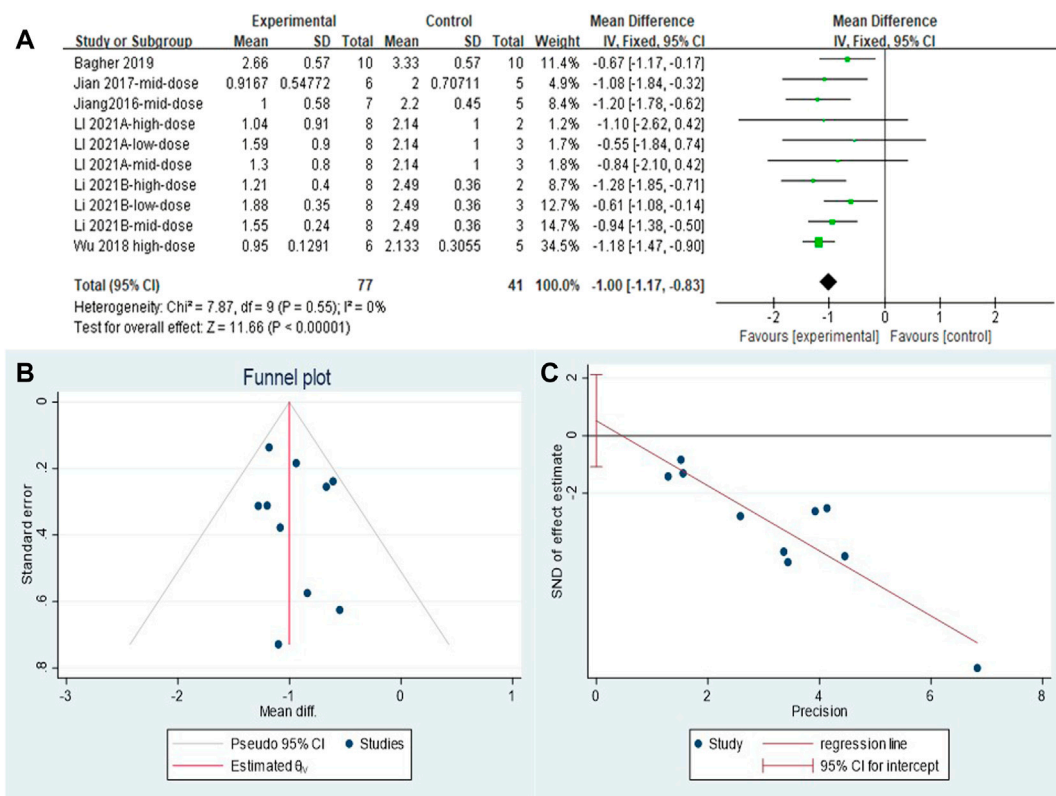 A
Experimental Control Mean Difference Mean Difference
Study or Subgroup Mean SD Total Mean SD Total Weight IV, Fixed, 95% CI IV, Fixed, 95% CI
Bagher 2019 2.66 0.57 10 3.33 0.57 10 11.4% -0.67 [-1.17, -0.17]
Jian 2017-mid-dose 0.9167 0.54772 6 2 0.70711 5 4.9% -1.08 [-1.84, -0.32]
Jiang2016-mid-dose 1 0.58 7 2.2 0.45 5 8.4% -1.20 [-1.78, -0.62]
LI 2021A-high-dose 1.04 0.91 8 2.14 1 2 1.2% -1.10 [-2.62, 0.42]
LI 2021A-low-dose 1.59 0.9 8 2.14 1 3 1.7% -0.55 [-1.84, 0.74]
LI 2021A-mid-dose 1.3 0.8 8 2.14 1 3 1.8% -0.84 [-2.10, 0.42]
Li 2021B-high-dose 1.21 0.4 8 2.49 0.36 2 8.7% -1.28 [-1.85, -0.71]
Li 2021B-low-dose 1.88 0.35 8 2.49 0.36 3 12.7% -0.61 [-1.08, -0.14]
Li 2021B-mid-dose 1.55 0.24 8 2.49 0.36 3 14.7% -0.94 [-1.38, -0.50]
Wu 2018 high-dose 0.95 0.1291 6 2.133 0.3055 5 34.5% -1.18 [-1.47, -0.90]
Total (95% CI) 77 41 100.0% -1.00 [-1.17, -0.83]
Heterogeneity: Chi² = 7.87, df = 9 (P = 0.55); I² = 0%
Test for overall effect: Z = 11.66 (P < 0.00001)
-2 -1 0 1 2
Favours [experimental] Favours [control]
B
Funnel plot
Standard error
0
.2
.4
.6
.8
-3 -2 -1 0 1
Mean diff.
Pseudo 95% CI Studies
Estimated θIV
C
SND of effect estimate
2
0
-2
0 2 4 6 8
Precision
Study regression line
95% CI for intercept